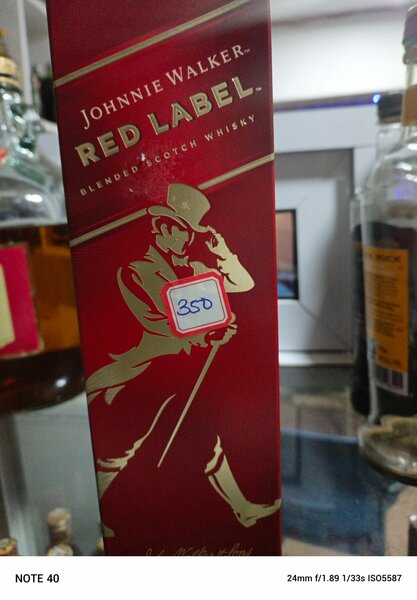 JOHNNIE WALKER
RED LABEL
BLENDED SCOTCH WHISKY
350
NOTE 40
24mm f/1.89 1/33s ISO5587